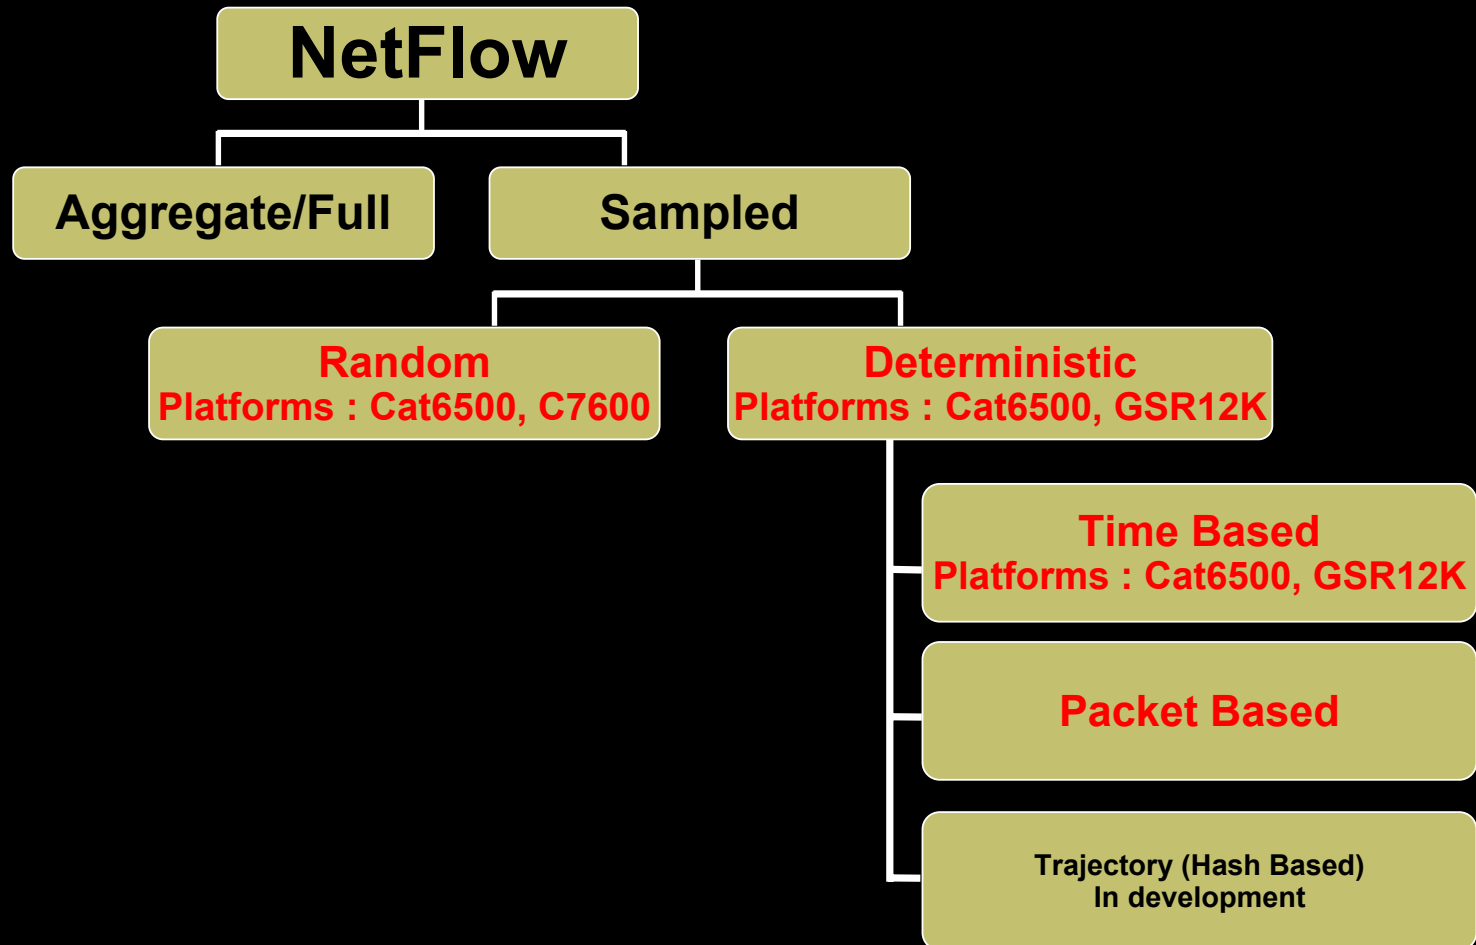 NetFlow
Aggregate/Full
Sampled
Random
Platforms : Cat6500, C7600
Deterministic
Platforms : Cat6500, GSR12K
Time Based
Platforms : Cat6500, GSR12K
Packet Based
Trajectory (Hash Based)
In development